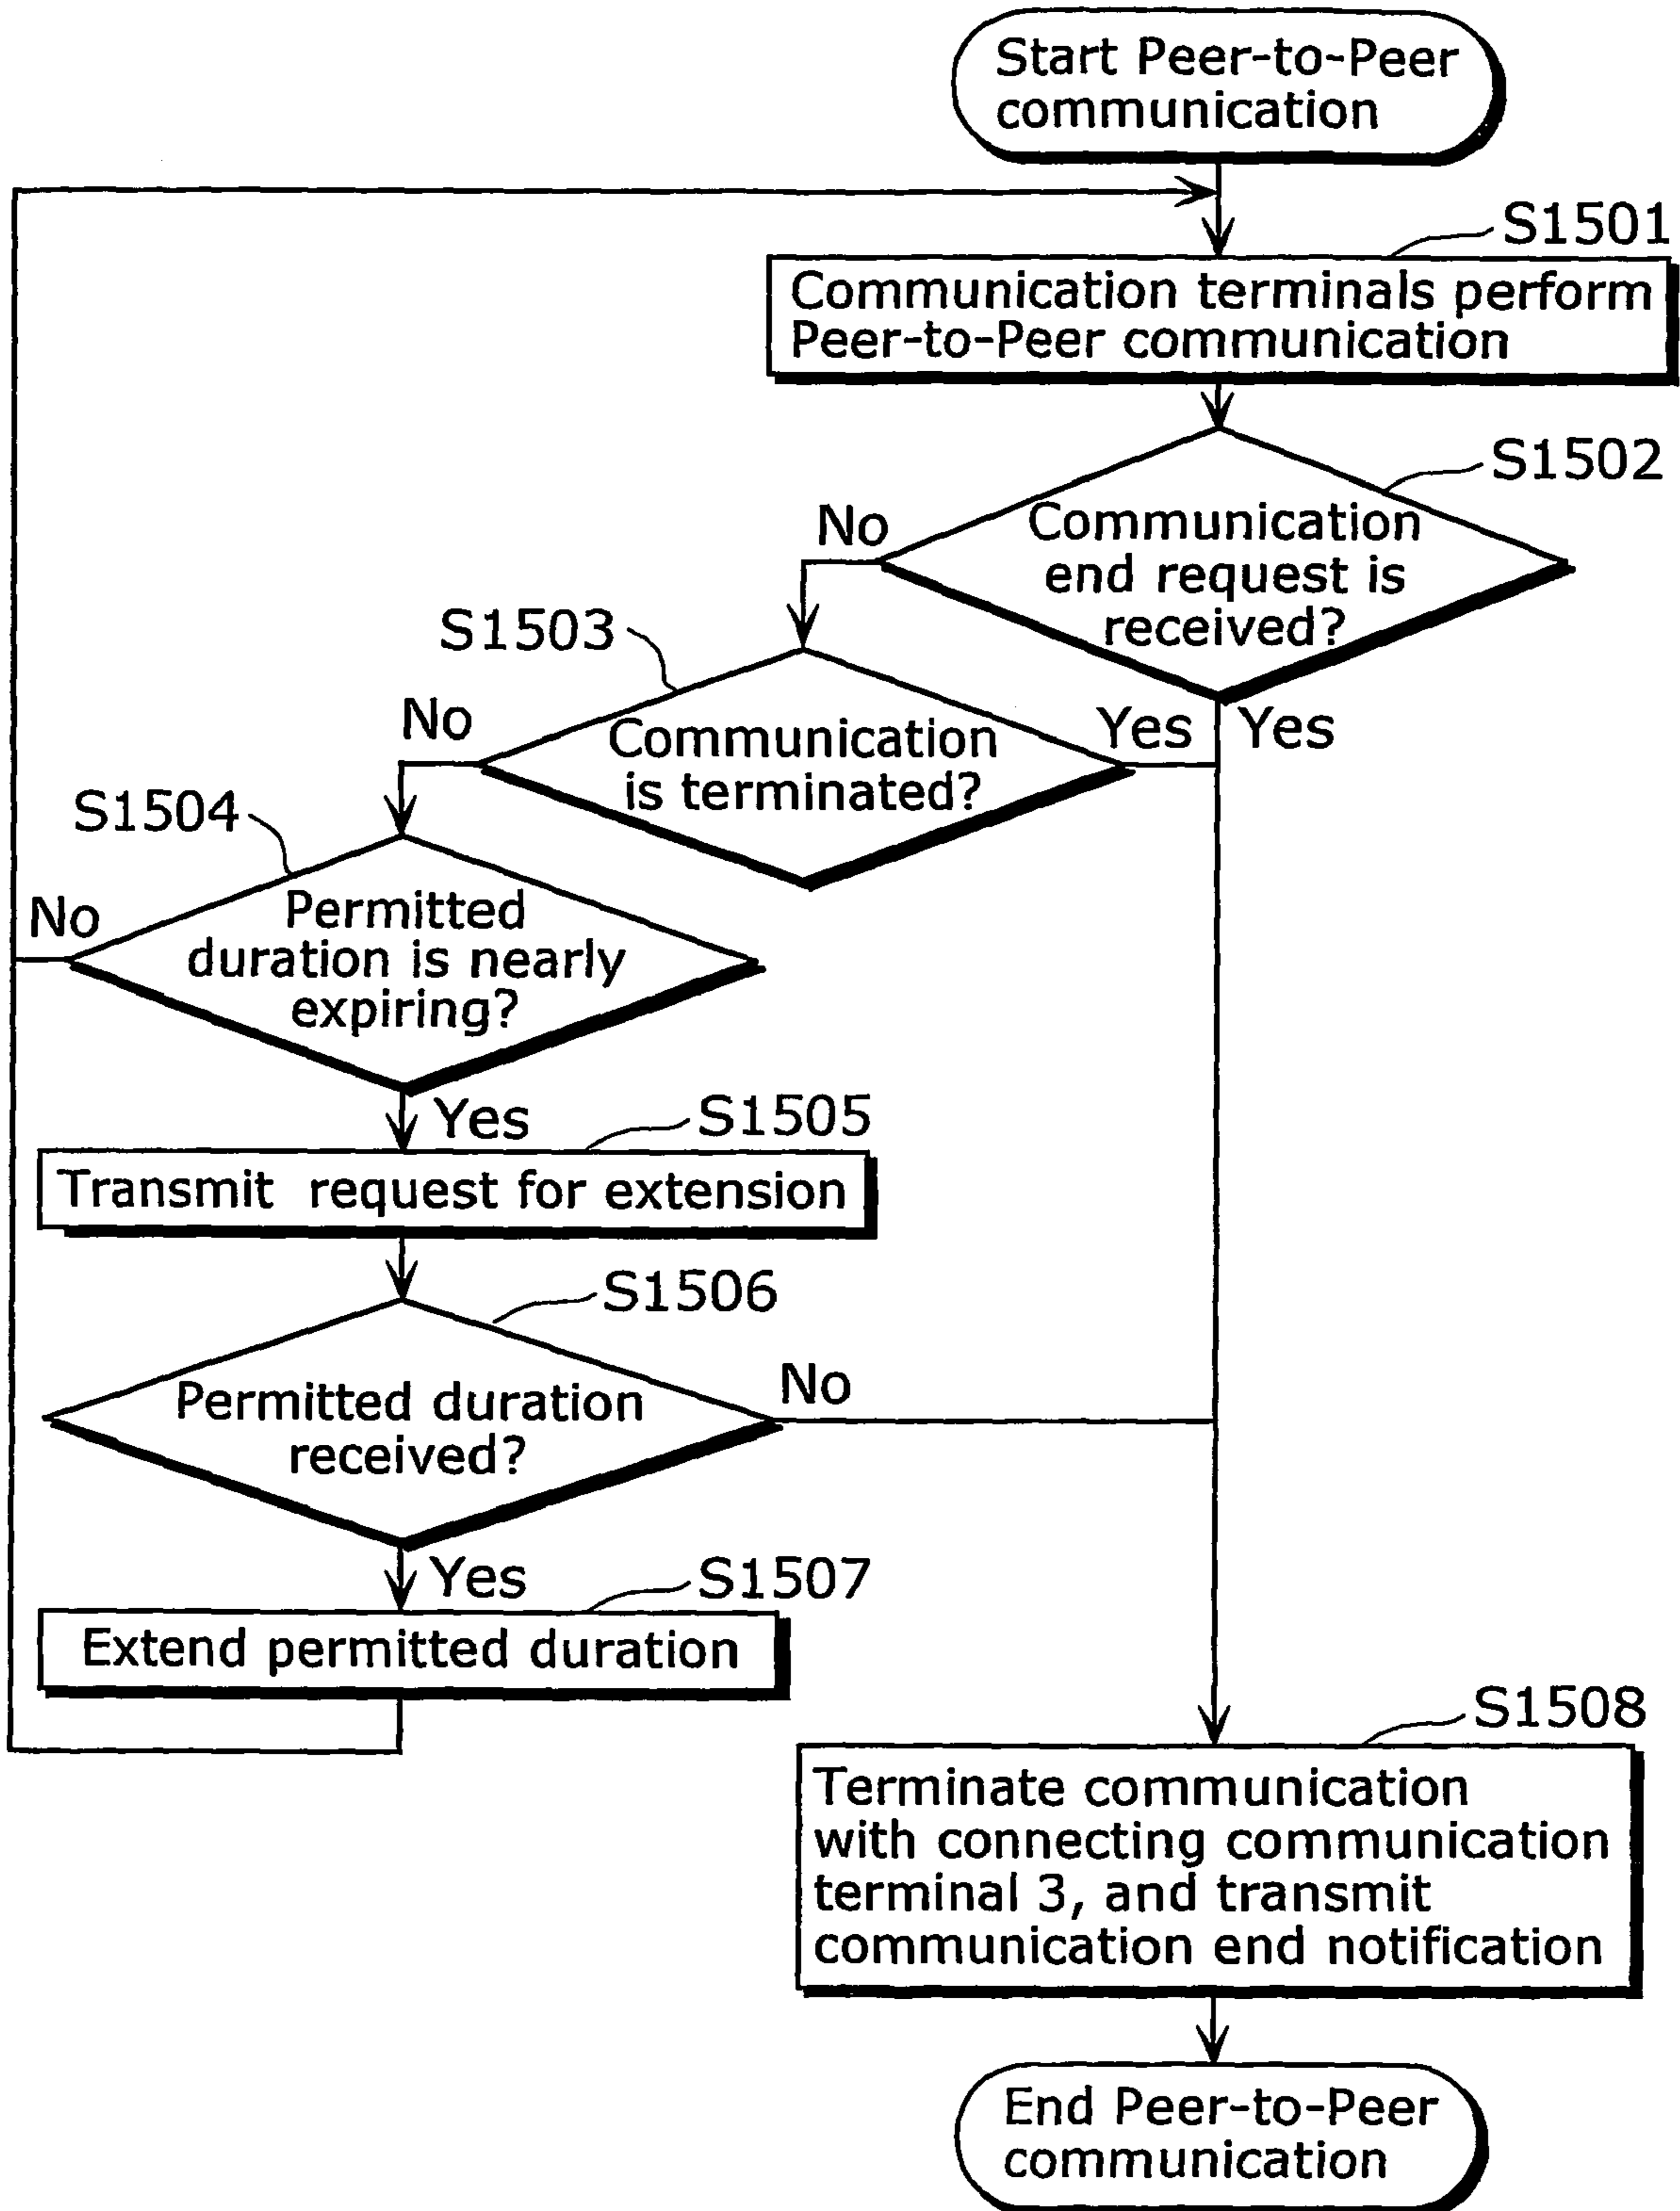 Start Peer-to-Peer
communication
S1501
Communication terminals perform
Peer-to-Peer communication
S1502
Communication
end request is
received?
No
Yes
S1503
Communication
is terminated?
No
Yes
S1504
Permitted
duration is nearly
expiring?
No
Yes
S1505
Transmit request for extension
S1506
Permitted duration
received?
No
Yes
S1507
Extend permitted duration
S1508
Terminate communication
with connecting communication
terminal 3, and transmit
communication end notification
End Peer-to-Peer
communication